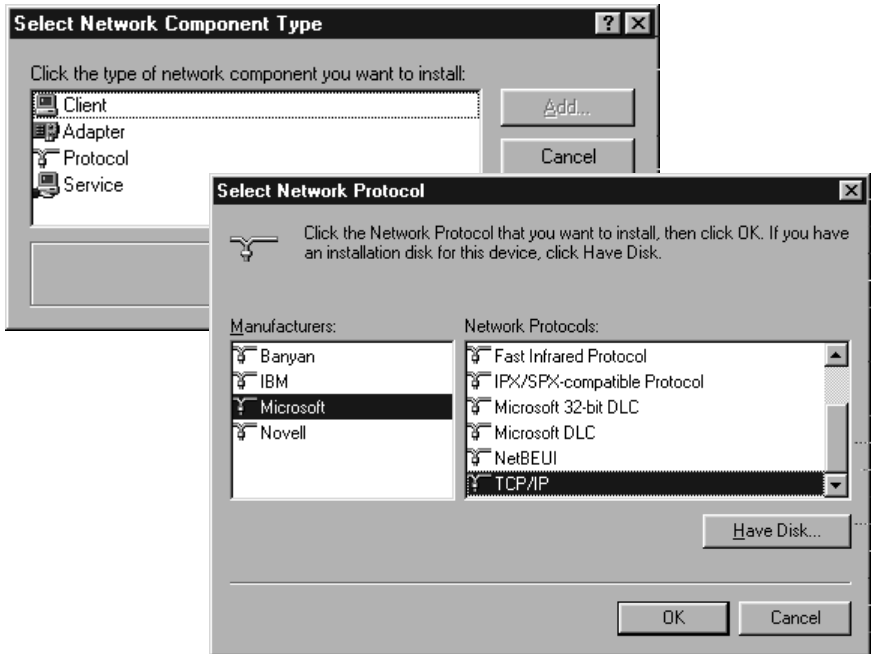 Select Network Component Type
Click the type of network component you want to install:
Client
Adapter
Protocol
Service
Add...
Cancel
Select Network Protocol
Click the Network Protocol that you want to install, then click OK. If you have
an installation disk for this device, click Have Disk.
Manufacturers:
Banyan
IBM
Microsoft
Novell
Network Protocols:
Fast Infrared Protocol
IPX/SPX-compatible Protocol
Microsoft 32-bit DLC
Microsoft DLC
NetBEUI
TCP/IP
Have Disk...
OK
Cancel